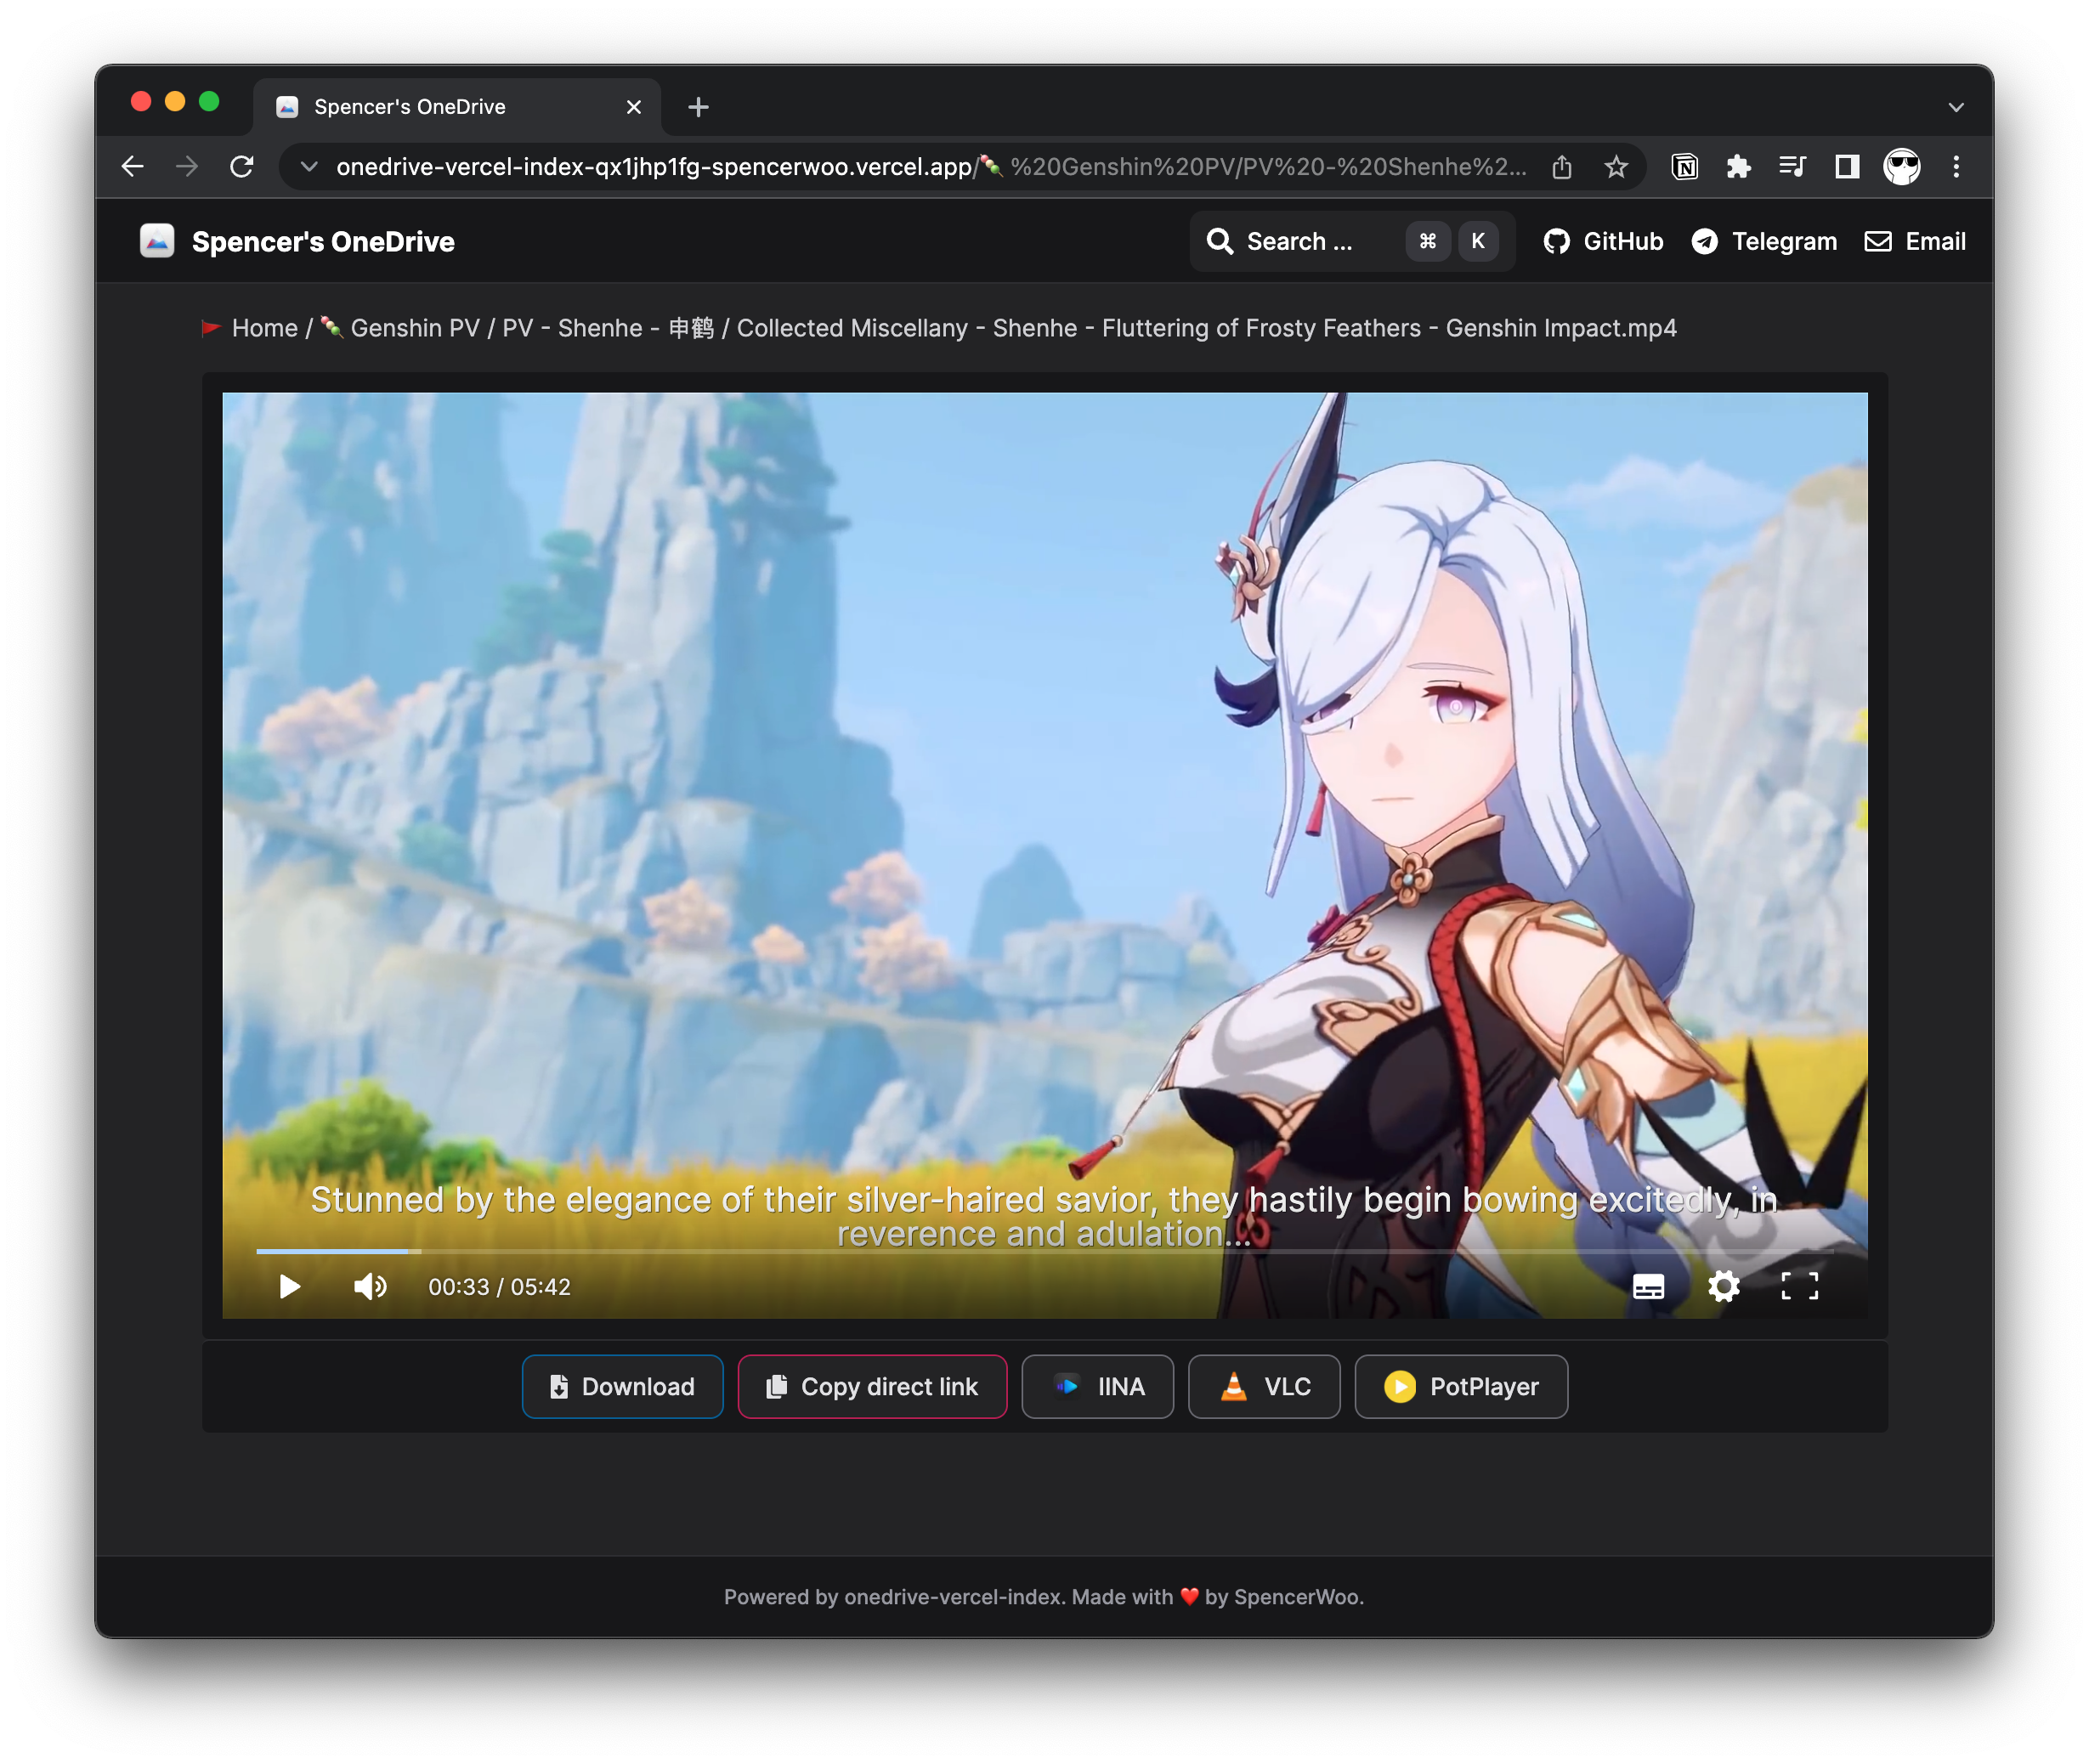 Spencer's OneDrive
onedrive-vercel-index-qx1jhp1fg-spencerwoo.vercel.app/🍡%20Genshin%20PV/PV%20-%20Shenhe%2...
Spencer's OneDrive
Search ... ⌘ K GitHub Telegram Email
Home / 🍡 Genshin PV / PV - Shenhe - 申鹤 / Collected Miscellany - Shenhe - Fluttering of Frosty Feathers - Genshin Impact.mp4
Stunned by the elegance of their silver-haired savior, they hastily begin bowing excitedly, in
reverence and adulation...
00:33 / 05:42
Download Copy direct link IINA VLC PotPlayer
Powered by onedrive-vercel-index. Made with ❤️ by SpencerWoo.